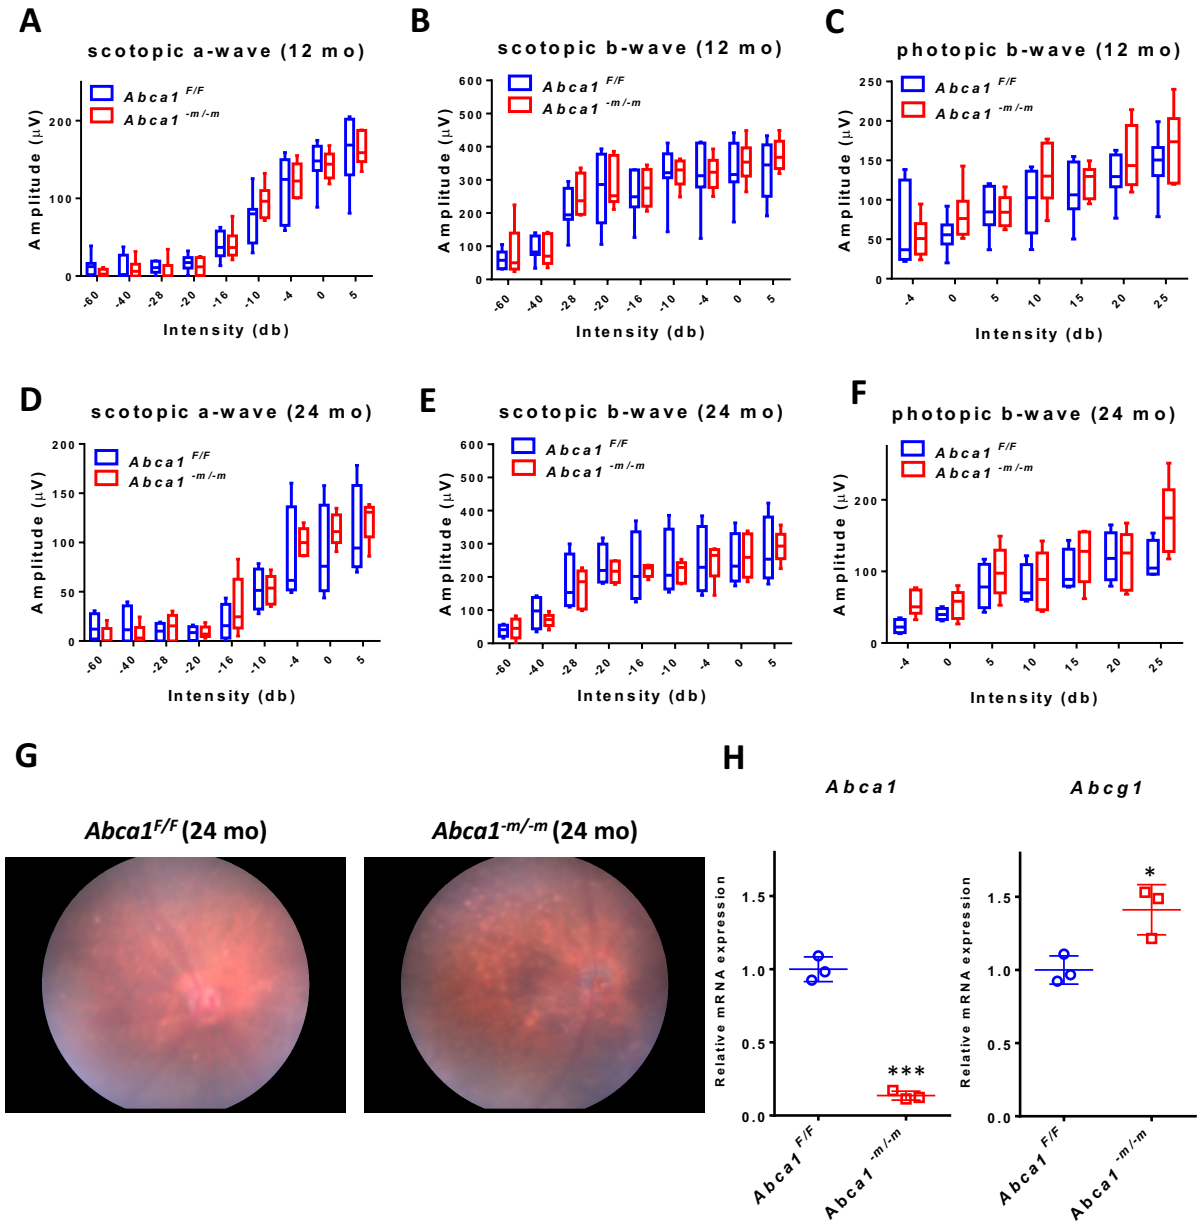 A
scotopic a-wave (12 mo)
Amplitude (µV)
200
100
0
Abca1 F/F
Abca1 -m/-m
-60 -40 -28 -20 -16 -10 -4 0 5
Intensity (db)
B
scotopic b-wave (12 mo)
Amplitude (µV)
600
500
400
300
200
100
0
Abca1 F/F
Abca1 -m/-m
-60 -40 -28 -20 -16 -10 -4 0 5
Intensity (db)
C
photopic b-wave (12 mo)
Amplitude (µV)
250
200
150
100
50
0
Abca1 F/F
Abca1 -m/-m
-4 0 5 10 15 20 25
Intensity (db)
D
scotopic a-wave (24 mo)
Amplitude (µV)
200
150
100
50
0
Abca1 F/F
Abca1 -m/-m
-60 -40 -28 -20 -16 -10 -4 0 5
Intensity (db)
E
scotopic b-wave (24 mo)
Amplitude (µV)
600
500
400
300
200
100
0
Abca1 F/F
Abca1 -m/-m
-60 -40 -28 -20 -16 -10 -4 0 5
Intensity (db)
F
photopic b-wave (24 mo)
Amplitude (µV)
200
100
0
Abca1 F/F
Abca1 -m/-m
-4 0 5 10 15 20 25
Intensity (db)
G
Abca1F/F (24 mo)
Abca1-m/-m (24 mo)
H
Abca1
Relative mRNA expression
1.5
1.0
0.5
0.0
***
Abca1 F/F
Abca1 -m/-m
Abcg1
Relative mRNA expression
1.5
1.0
0.5
0.0
*
Abca1 F/F
Abca1 -m/-m